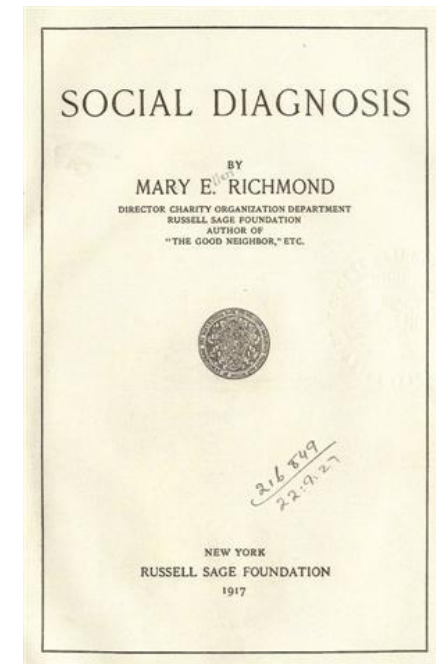 SOCIAL DIAGNOSIS
BY
MARY E. RICHMOND
DIRECTOR CHARITY ORGANIZATION DEPARTMENT
RUSSELL SAGE FOUNDATION
AUTHOR OF
"THE GOOD NEIGHBOR," ETC.
216849
22.9.27
NEW YORK
RUSSELL SAGE FOUNDATION
1917